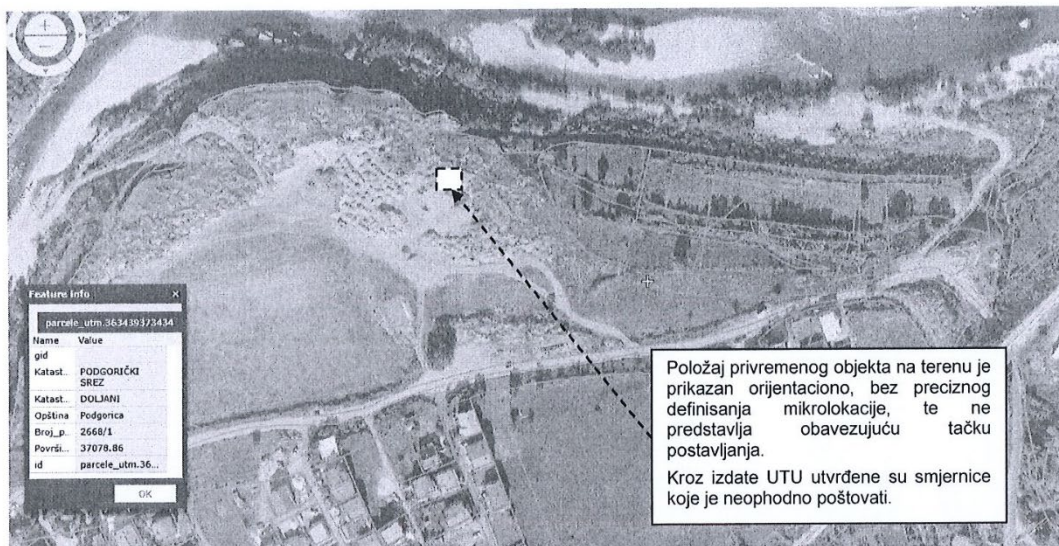 Feature Info ×
parcele_utm.363439373434
Name Value
gid
Katast.. PODGORIČKI
SREZ
Katast.. DOLJANI
Opština Podgorica
Broj_p.. 2668/1
Površi... 37078.86
id parcele_utm.36...
OK
Položaj privremenog objekta na terenu je
prikazan orijentaciono, bez preciznog
definisanja mikrolokacije, te ne
predstavlja obavezujuću tačku
postavljanja.
Kroz izdate UTU utvrđene su smjernice
koje je neophodno poštovati.